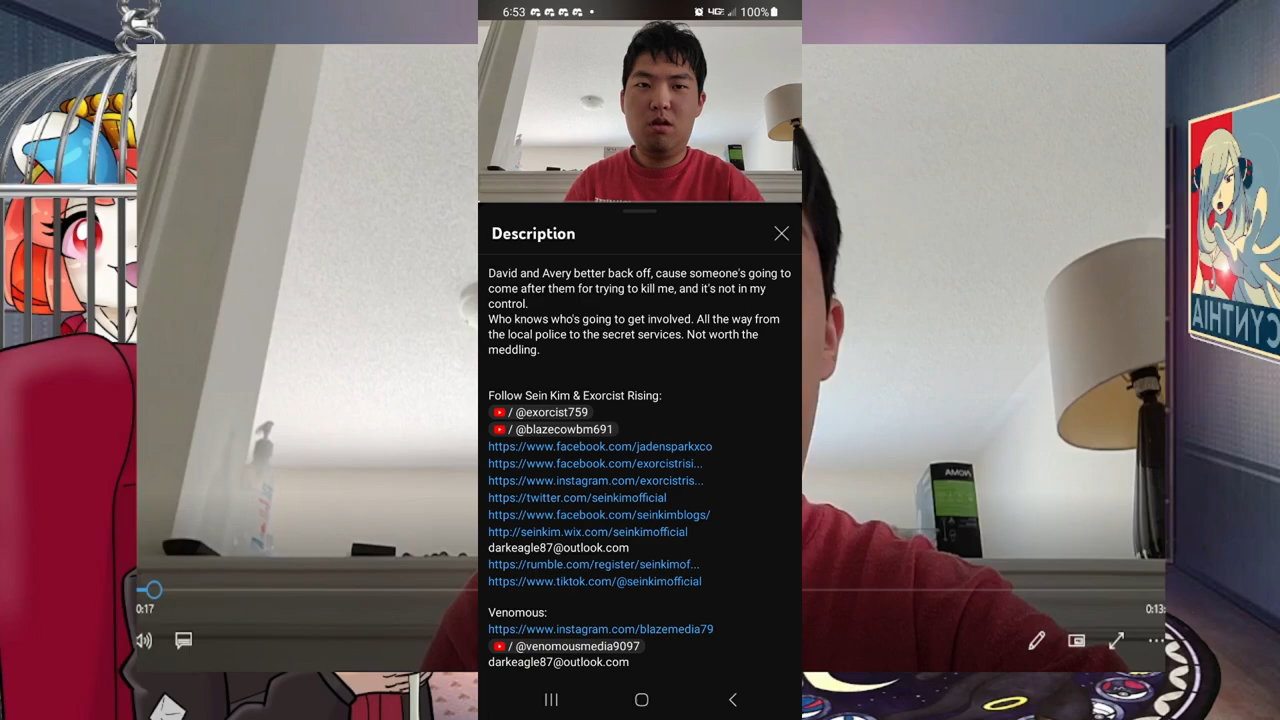 6:53
4G
100%
Description
David and Avery better back off, cause someone's going to
come after them for trying to kill me, and it's not in my
control.
Who knows who's going to get involved. All the way from
the local police to the secret services. Not worth the
meddling.
Follow Sein Kim & Exorcist Rising:
/ @exorcist759
/ @blazecowbm691
https://www.facebook.com/jadensparkxco
https://www.facebook.com/exorcistrisi...
https://www.instagram.com/exorcistris...
https://twitter.com/seinkimofficial
https://www.facebook.com/seinkimblogs/
http://seinkim.wix.com/seinkimofficial
darkeagle87@outlook.com
https://rumble.com/register/seinkimof...
https://www.tiktok.com/@seinkimofficial
Venomous:
https://www.instagram.com/blazemedia79
/ @venomousmedia9097
darkeagle87@outlook.com
0:17
0:13
CYNTHIA